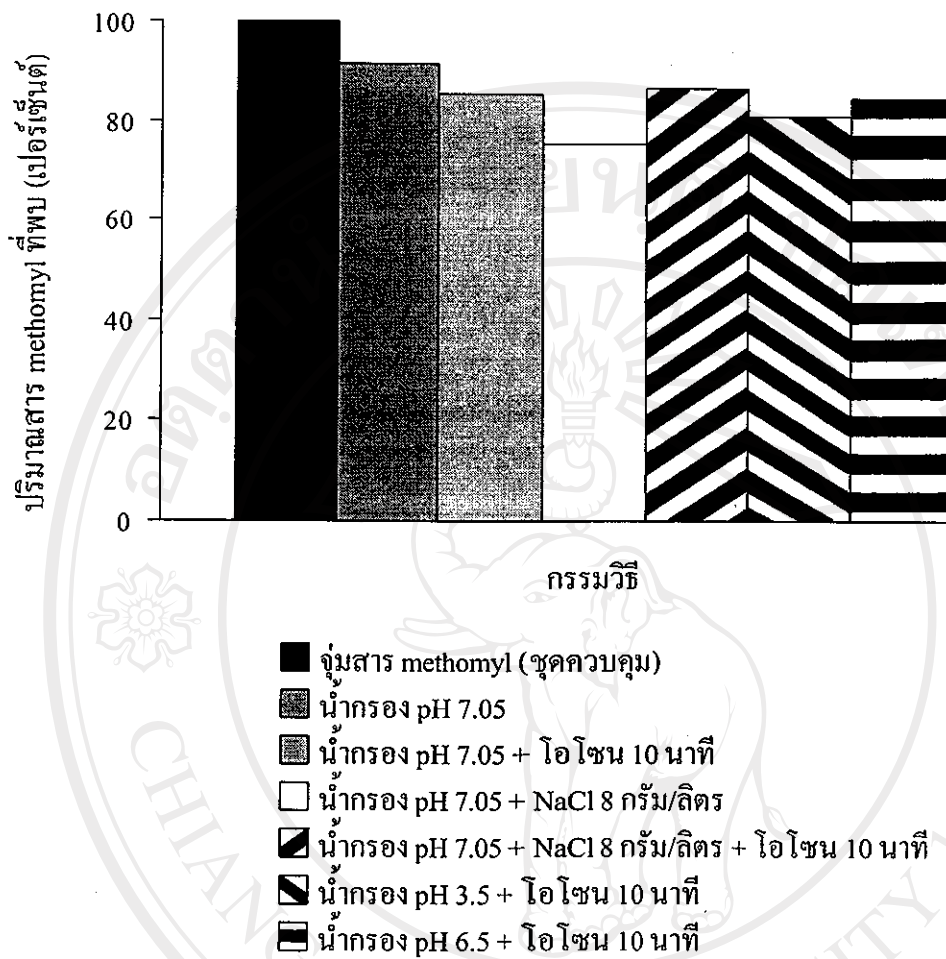 100
80
60
40
20
0
ปริมาณสาร methomyl ที่พบ (เปอร์เซ็นต์)
กรรมวิธี
จุ่มสาร methomyl (ชุดควบคุม)
น้ำกรอง pH 7.05
น้ำกรอง pH 7.05 + โอโซน 10 นาที
น้ำกรอง pH 7.05 + NaCl 8 กรัม/ลิตร
น้ำกรอง pH 7.05 + NaCl 8 กรัม/ลิตร + โอโซน 10 นาที
น้ำกรอง pH 3.5 + โอโซน 10 นาที
น้ำกรอง pH 6.5 + โอโซน 10 นาที